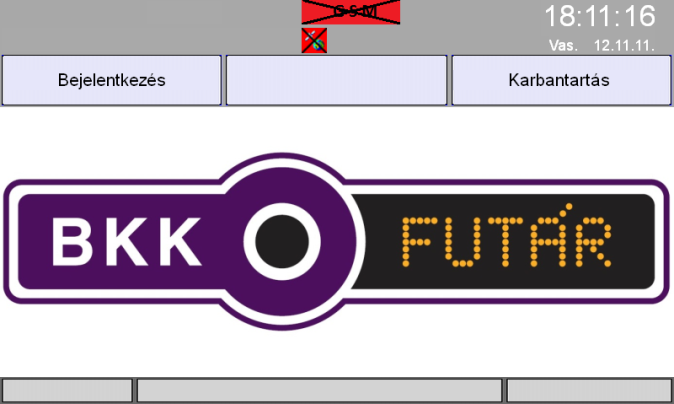 GSM
18:11:16
Vas. 12.11.11.
Bejelentkezés
Karbantartás
BKK FUTÁR